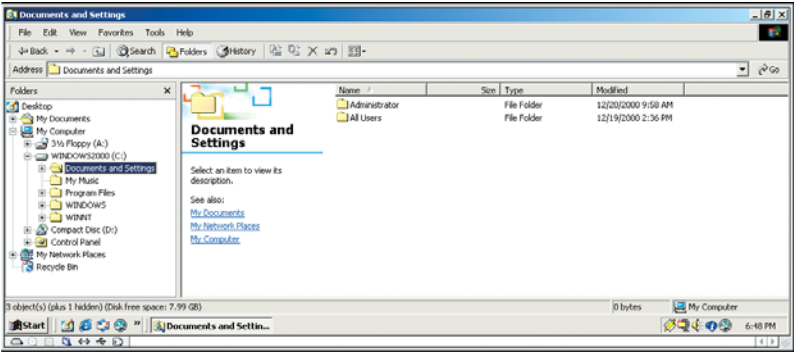 Documents and Settings
File Edit View Favorites Tools Help
Back Search Folders History
Address Documents and Settings Go
Folders
Desktop
My Documents
My Computer
3½ Floppy (A:)
WINDOWS2000 (C:)
Documents and Settings
My Music
Program Files
WINDOWS
WINNT
Compact Disc (D:)
Control Panel
My Network Places
Recycle Bin
Documents and
Settings
Select an item to view its
description.
See also:
My Documents
My Network Places
My Computer
Name Size Type Modified
Administrator File Folder 12/20/2000 9:58 AM
All Users File Folder 12/19/2000 2:36 PM
3 object(s) (plus 1 hidden) (Disk free space: 7.99 GB) 0 bytes My Computer
Start Documents and Settin... 6:48 PM